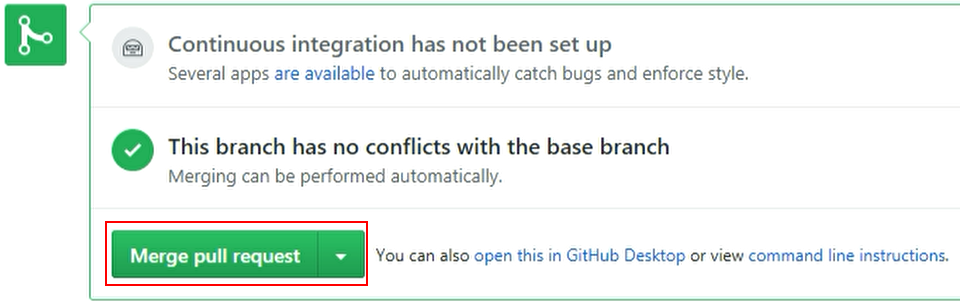 Continuous integration has not been set up
Several apps are available to automatically catch bugs and enforce style.
This branch has no conflicts with the base branch
Merging can be performed automatically.
Merge pull request You can also open this in GitHub Desktop or view command line instructions.